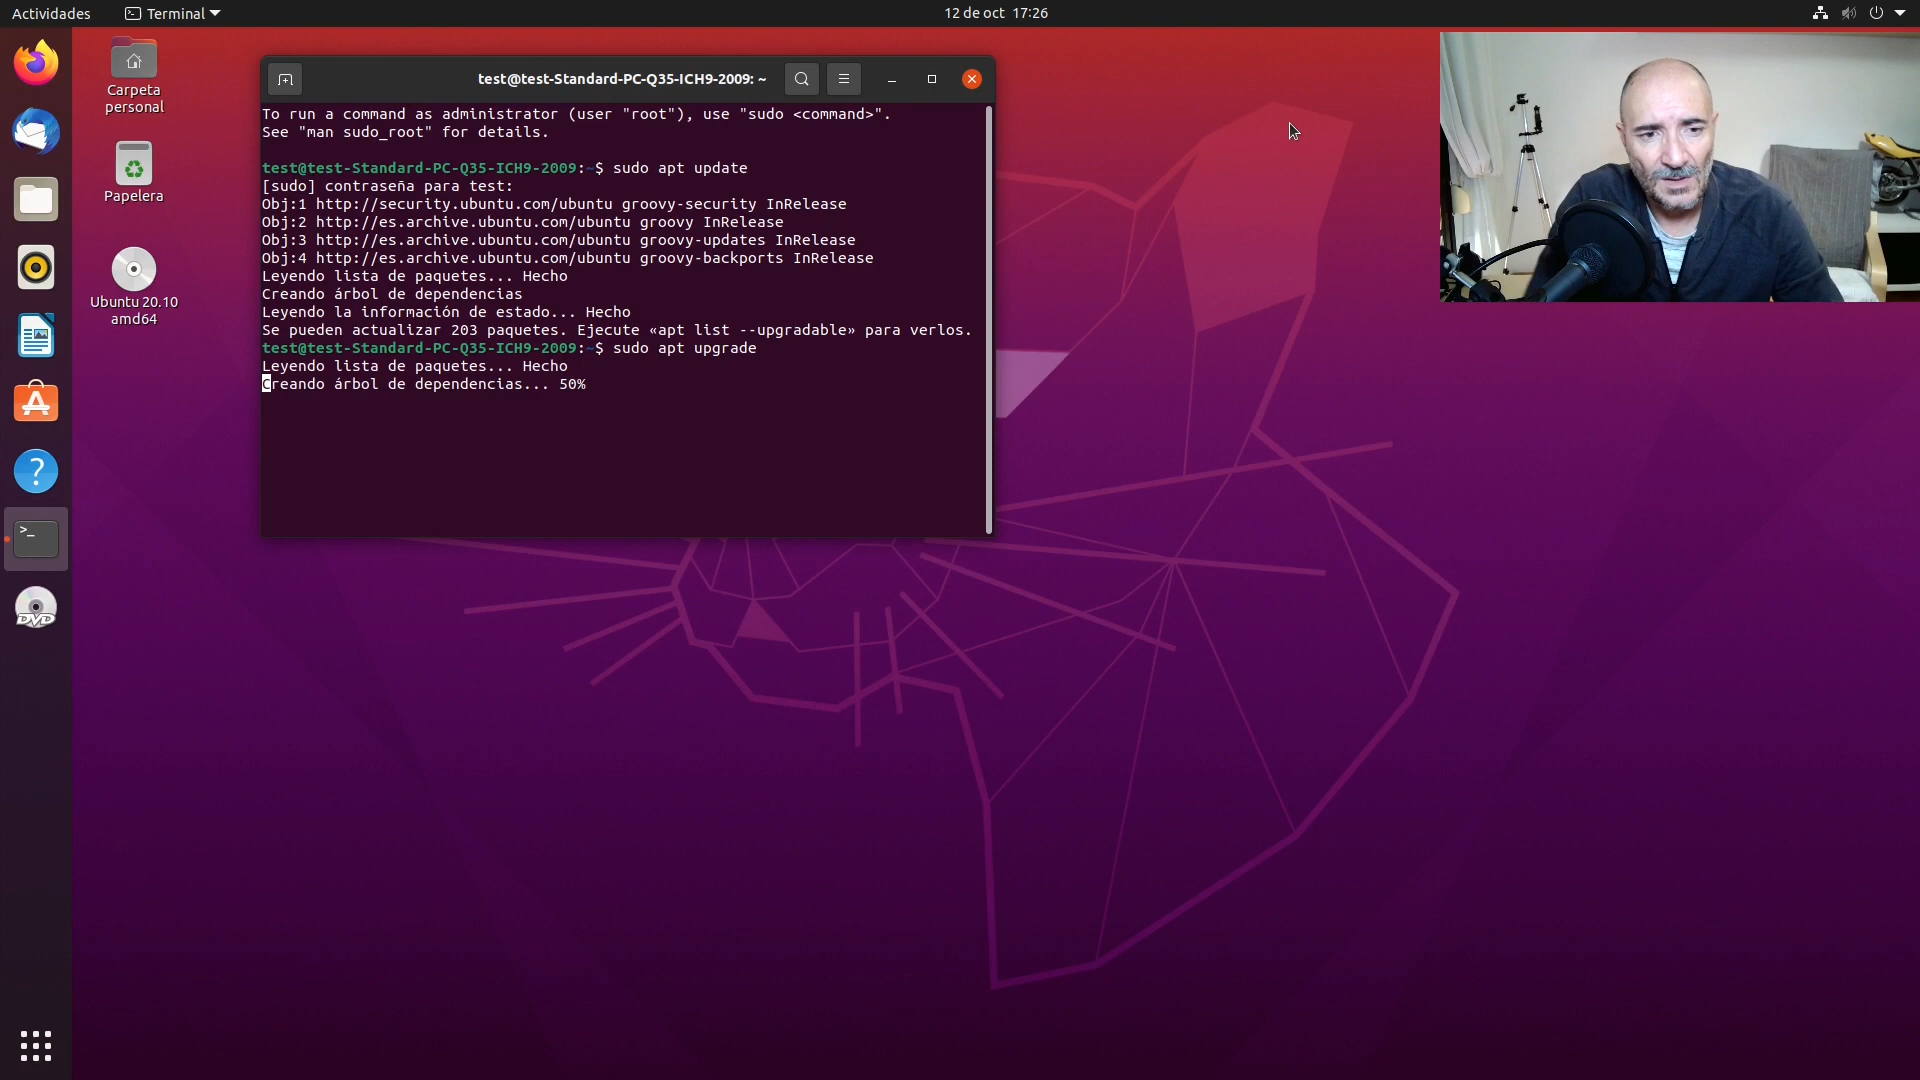 Actividades Terminal 12 de oct 17:26
Carpeta personal
Papelera
Ubuntu 20.10 amd64
test@test-Standard-PC-Q35-ICH9-2009: ~
To run a command as administrator (user "root"), use "sudo <command>".
See "man sudo_root" for details.
test@test-Standard-PC-Q35-ICH9-2009:~$ sudo apt update
[sudo] contraseña para test:
Obj:1 http://security.ubuntu.com/ubuntu groovy-security InRelease
Obj:2 http://es.archive.ubuntu.com/ubuntu groovy InRelease
Obj:3 http://es.archive.ubuntu.com/ubuntu groovy-updates InRelease
Obj:4 http://es.archive.ubuntu.com/ubuntu groovy-backports InRelease
Leyendo lista de paquetes... Hecho
Creando árbol de dependencias
Leyendo la información de estado... Hecho
Se pueden actualizar 203 paquetes. Ejecute «apt list --upgradable» para verlos.
test@test-Standard-PC-Q35-ICH9-2009:~$ sudo apt upgrade
Leyendo lista de paquetes... Hecho
Creando árbol de dependencias... 50%
>_
DVD